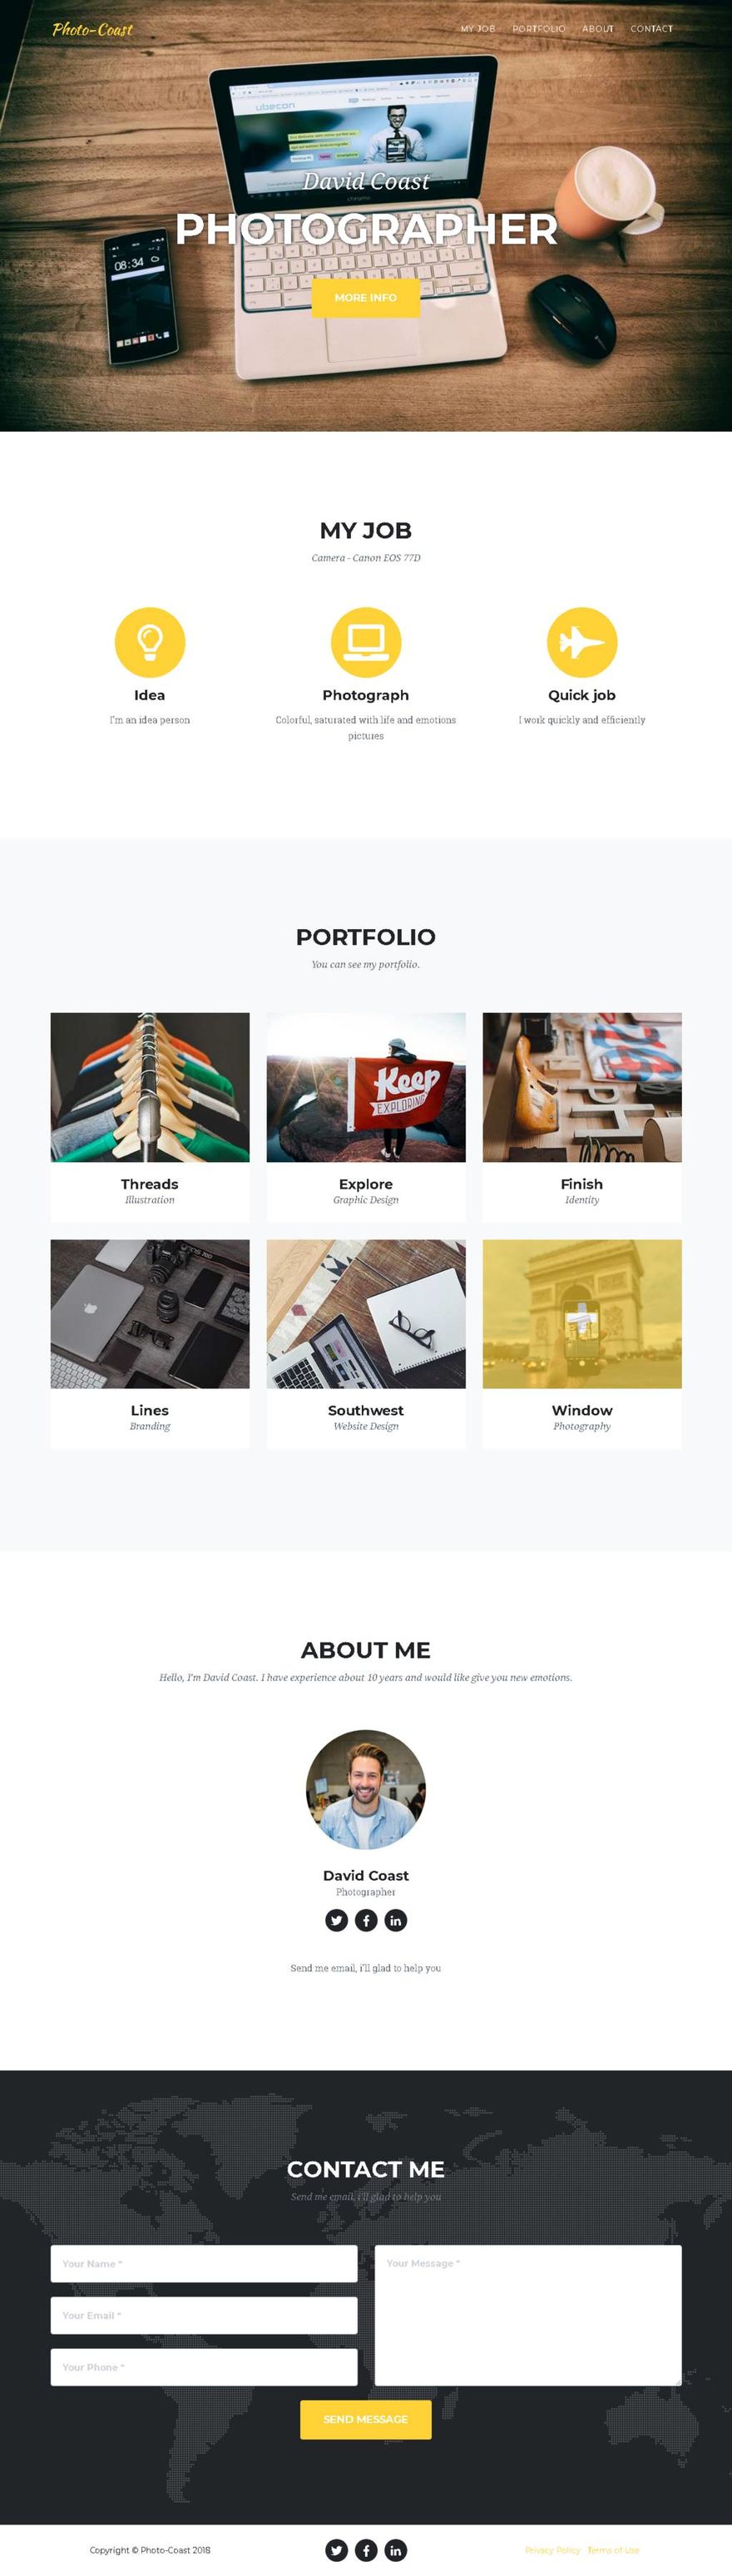 Photo-Coast
MY JOB PORTFOLIO ABOUT CONTACT
ubecon
David Coast
PHOTOGRAPHER
08:34
MORE INFO
MY JOB
Camera - Canon EOS 77D
Idea
I'm an idea person
Photograph
Colorful, saturated with life and emotions
pictures
Quick job
I work quickly and efficiently
PORTFOLIO
You can see my portfolio.
Keep
EXPLORING
Threads
Illustration
Explore
Graphic Design
Finish
Identity
Lines
Branding
Southwest
Website Design
Window
Photography
ABOUT ME
Hello, I'm David Coast. I have experience about 10 years and would like give you new emotions.
David Coast
Photographer
Send me email, i'll glad to help you
CONTACT ME
Send me email, i'll glad to help you
Your Name *
Your Email *
Your Phone *
Your Message *
SEND MESSAGE
Copyright © Photo-Coast 2018
Privacy Policy Terms of Use